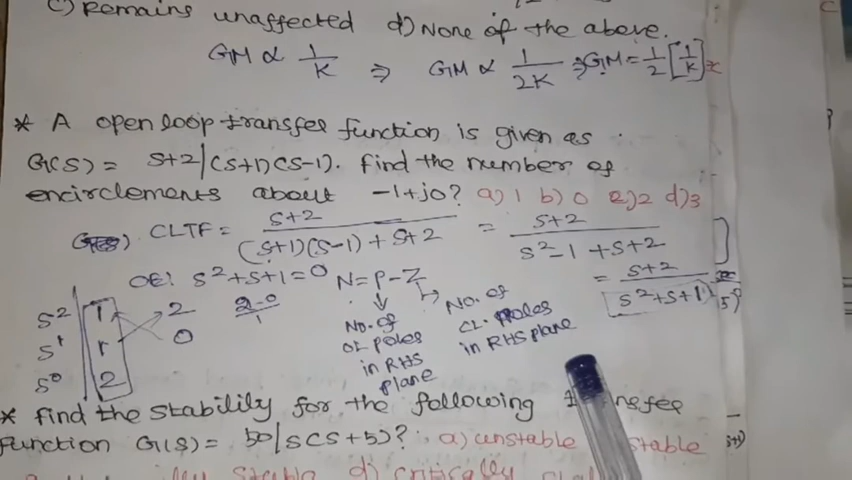 c) Remains unaffected d) None of the above.
GM ∝ 1/K ⇒ GM ∝ 1/2K ⇒ GM = 1/2 [1/K]
* A open loop transfer function is given as
G(S) = S+2/(S+1)(S-1). find the number of
encirclements about -1+j0? a) 1 b) 0 c) 2 d) 3
CLTF = S+2/(S+1)(S-1)+S+2 = S+2/S²-1+S+2
= S+2/S²+S+1
CE: S²+S+1=0 N=P-Z
No. of OL poles in RHS plane
No. of CL poles in RHS plane
S² 1 2 2-0/1
S¹ 1 0
S⁰ 2
* find the stability for the following
function G(S) = 50/S(S+5)? a) unstable stable